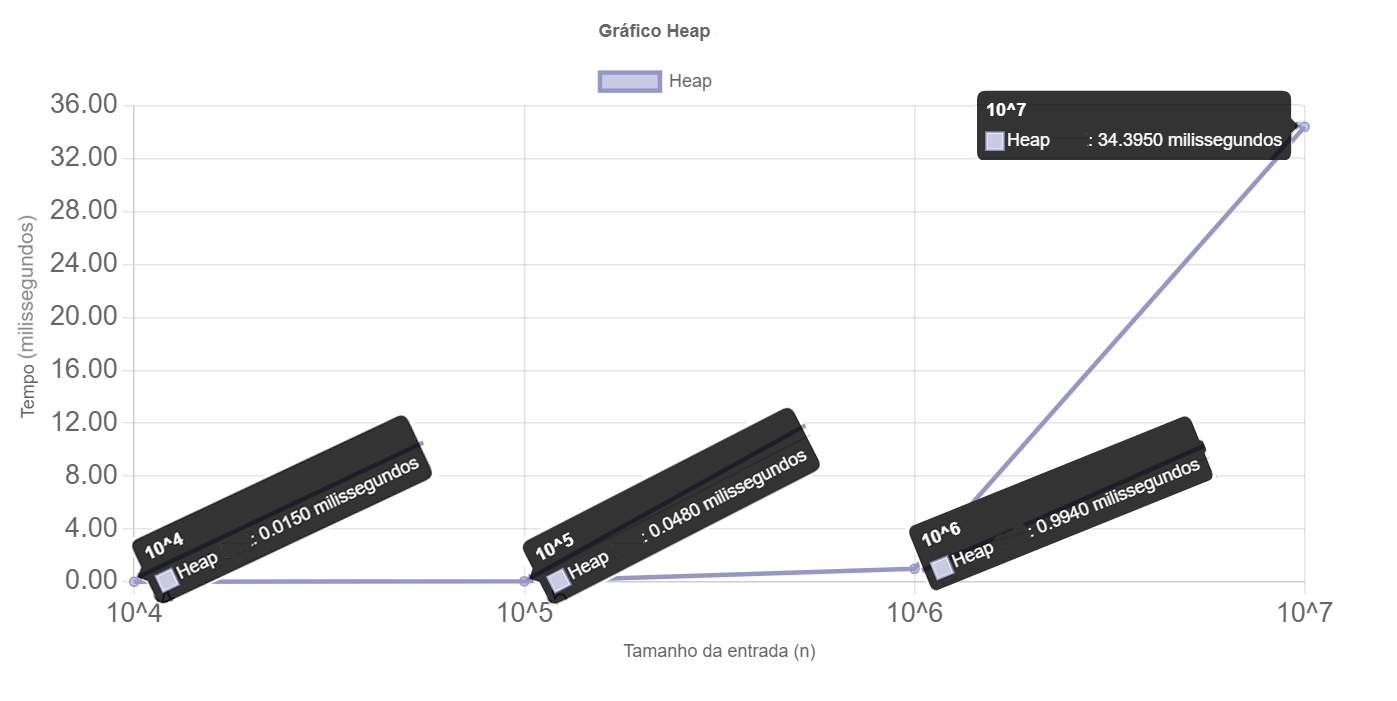 Gráfico Heap
Heap
36.00
32.00
28.00
24.00
20.00
16.00
12.00
8.00
4.00
0.00
Tempo (milissegundos)
10^7
Heap : 34.3950 milissegundos
10^4
Heap : 0.0150 milissegundos
10^5
Heap : 0.0480 milissegundos
10^6
Heap : 0.9940 milissegundos
10^4 10^5 10^6 10^7
Tamanho da entrada (n)